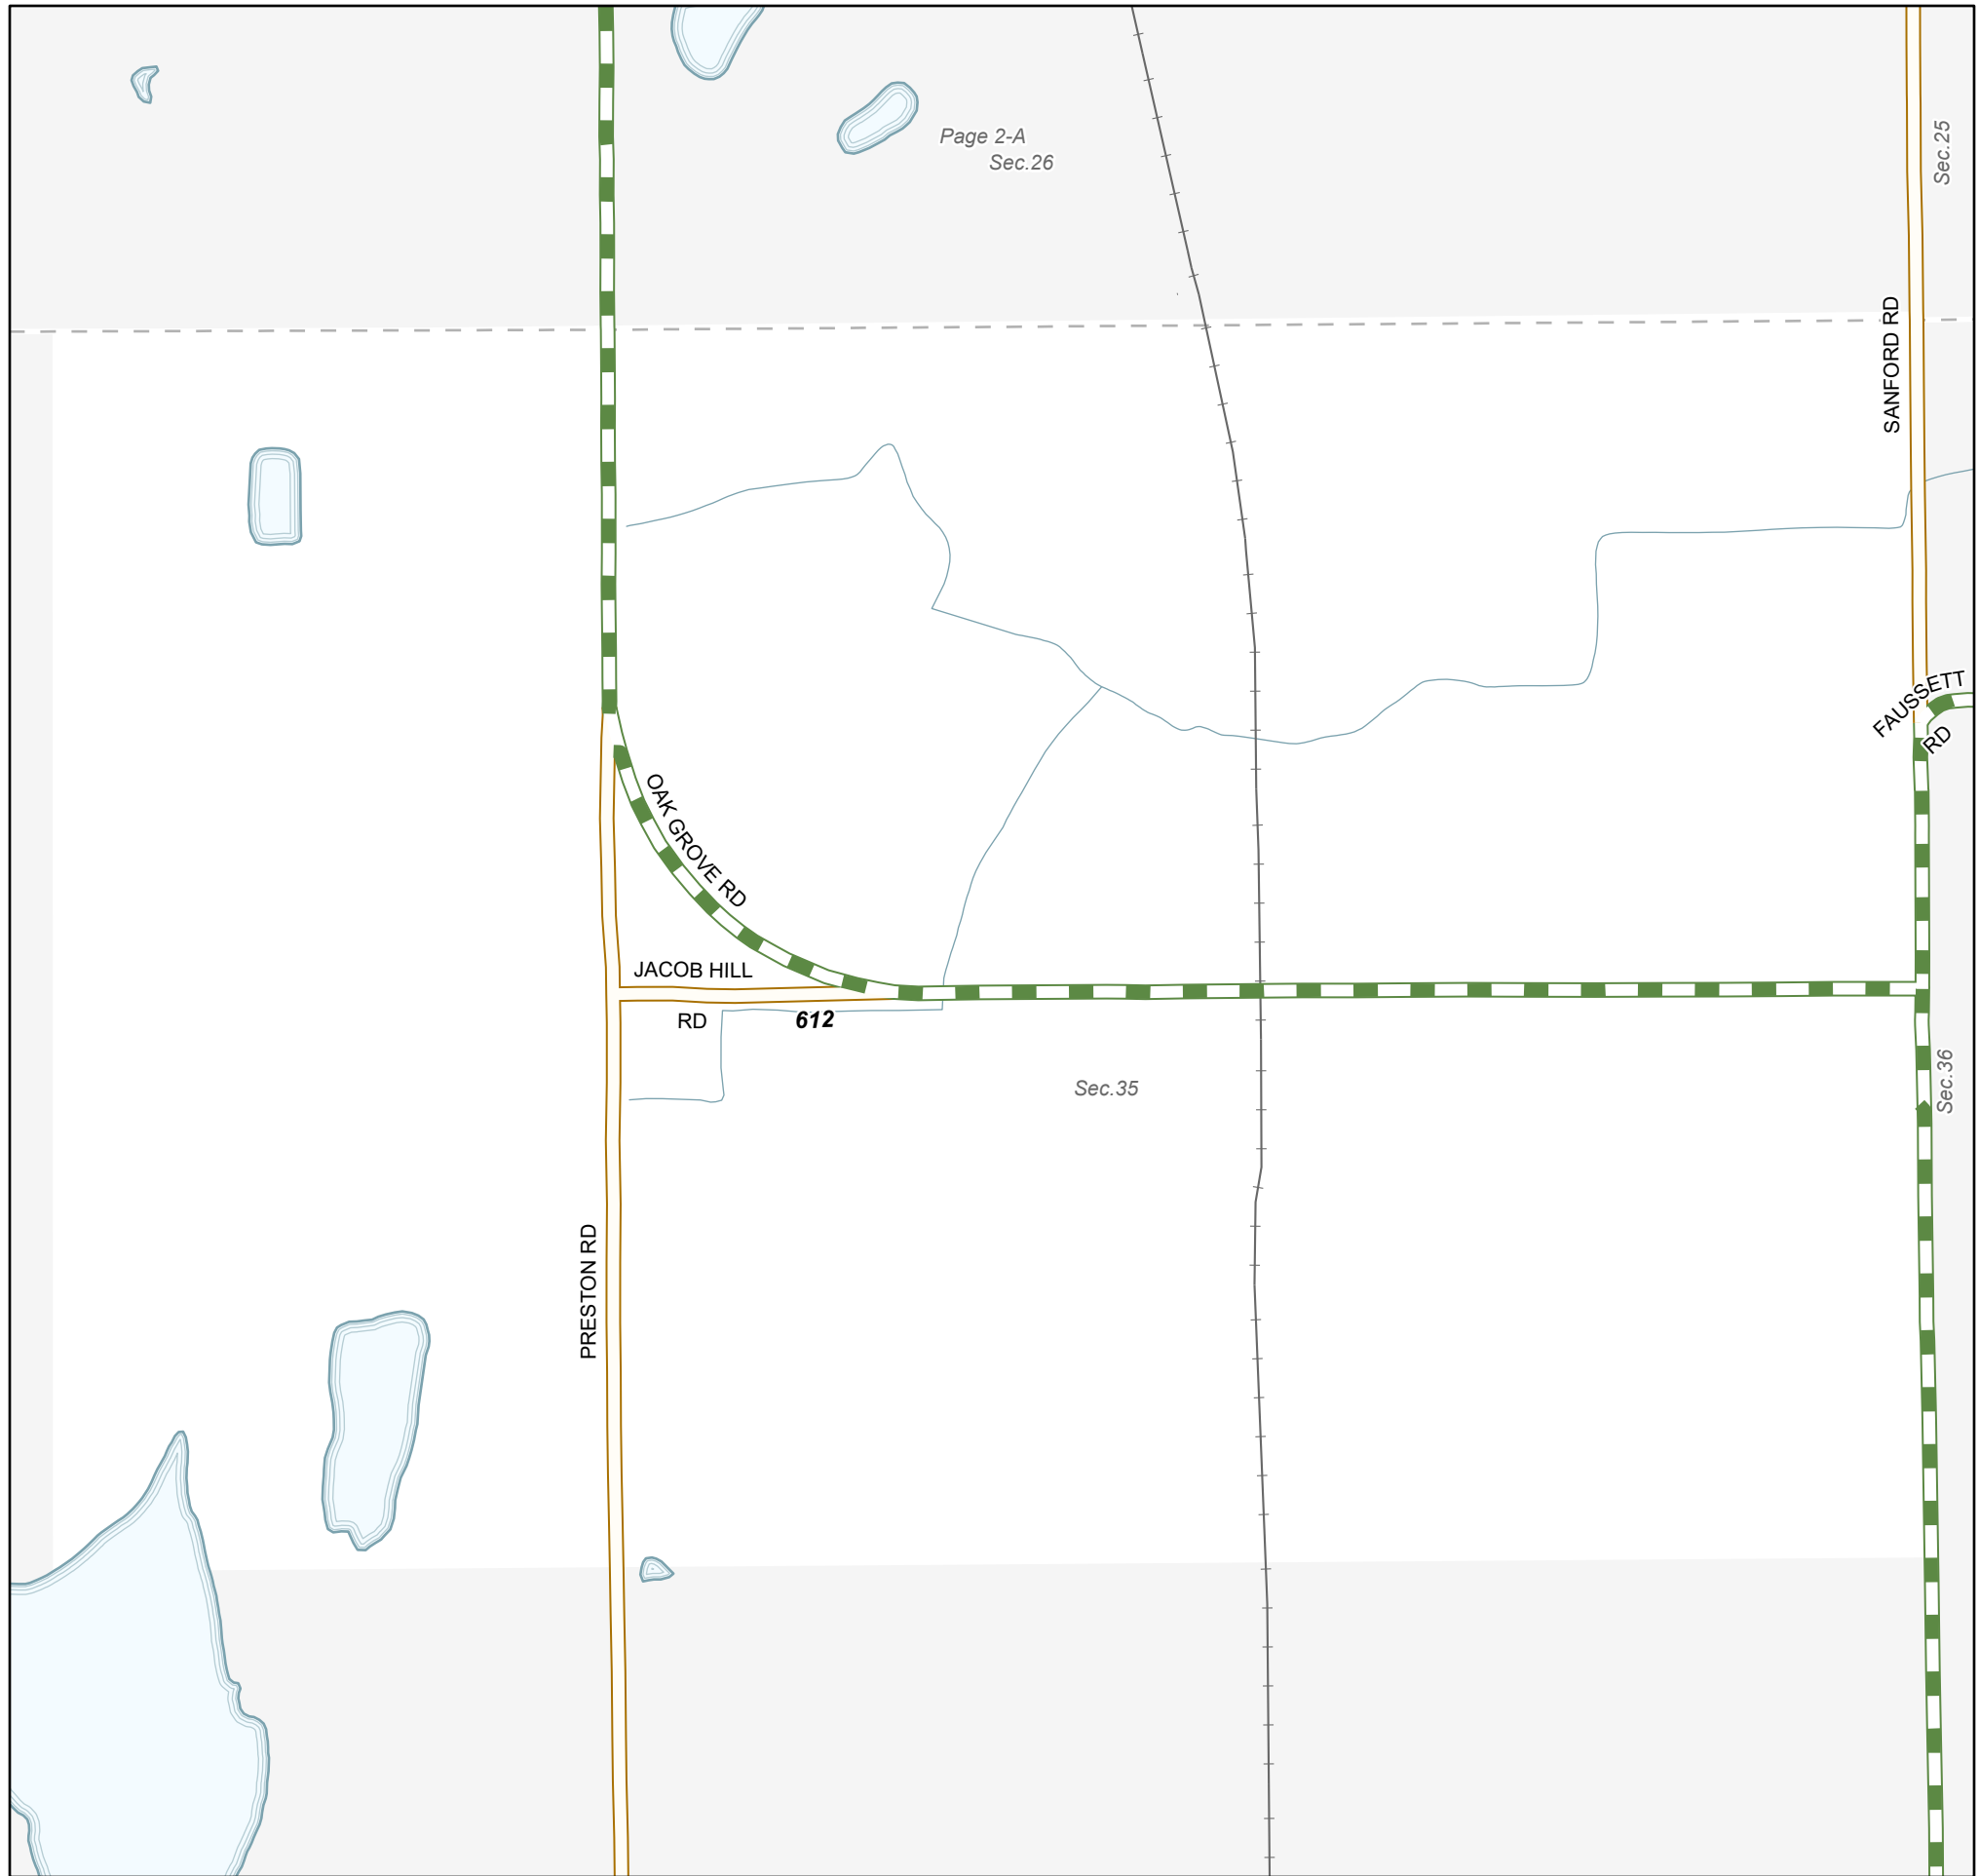 Page 2-A
Sec.26
Sec.25
SANFORD RD
FAUSSETT
RD
OAK GROVE RD
JACOB HILL
RD
612
Sec.35
Sec.36
PRESTON RD